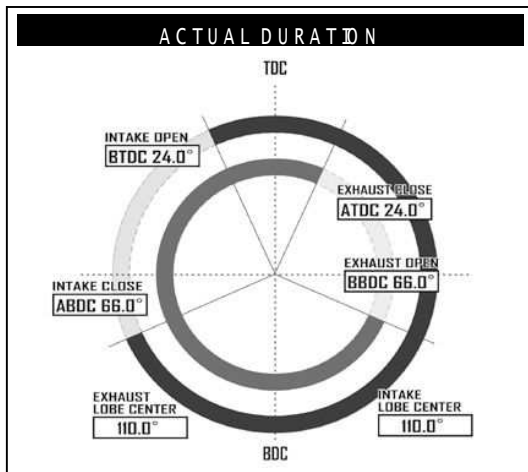 ACTUAL DURATION
TDC
INTAKE OPEN
BTDC 24.0°
EXHAUST CLOSE
ATDC 24.0°
EXHAUST OPEN
BBDC 66.0°
INTAKE CLOSE
ABDC 66.0°
EXHAUST
LOBE CENTER
110.0°
INTAKE
LOBE CENTER
110.0°
BDC